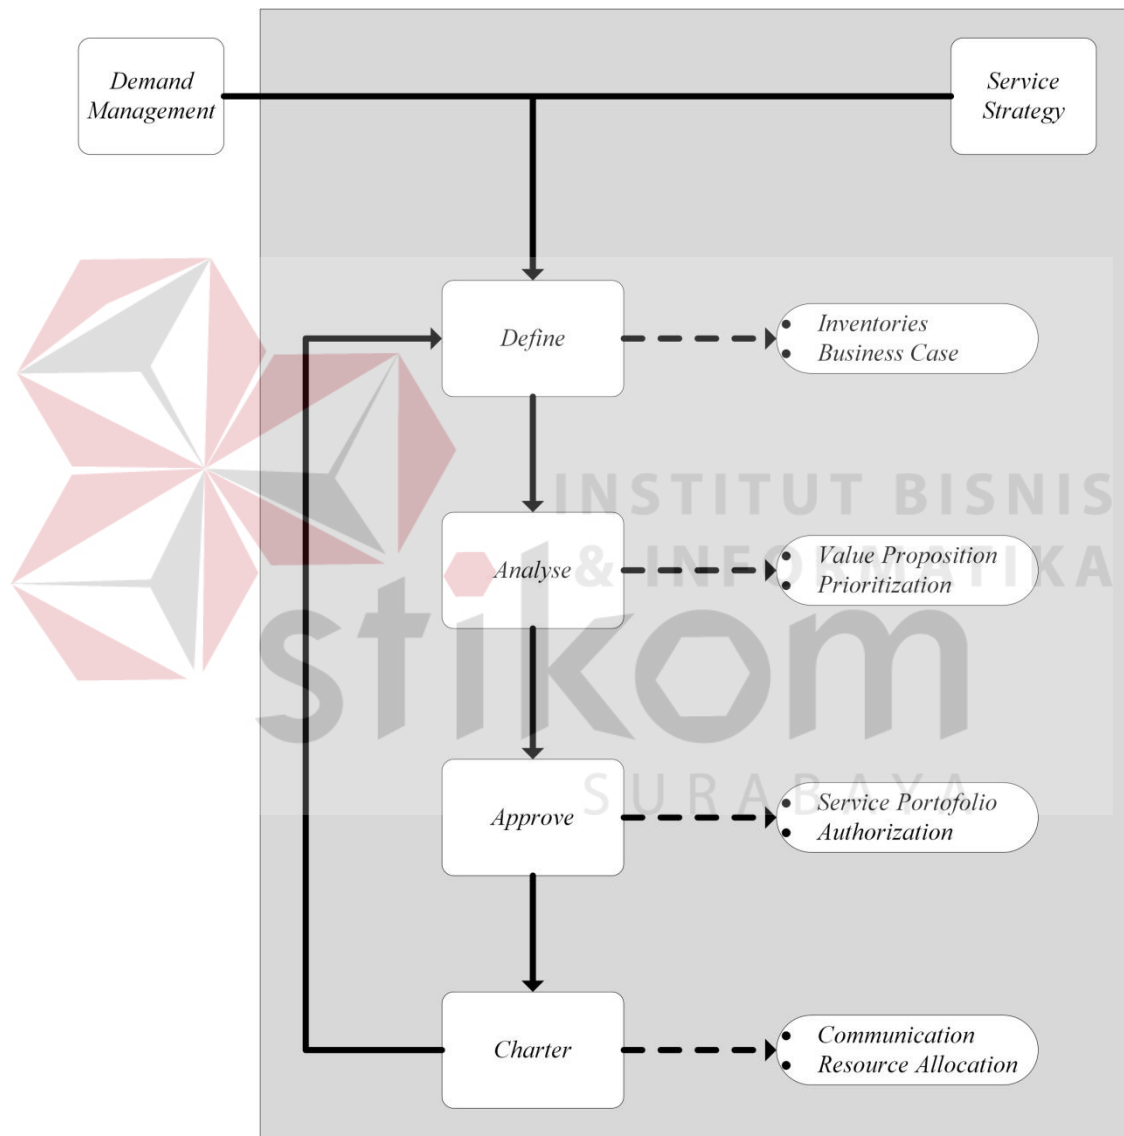 Demand
Management
Service
Strategy
Define
• Inventories
• Business Case
INSTITUT BISNIS
& INFORMATIKA
Analyse
• Value Proposition
• Prioritization
stikom
SURABAYA
Approve
• Service Portofolio
• Authorization
Charter
• Communication
• Resource Allocation